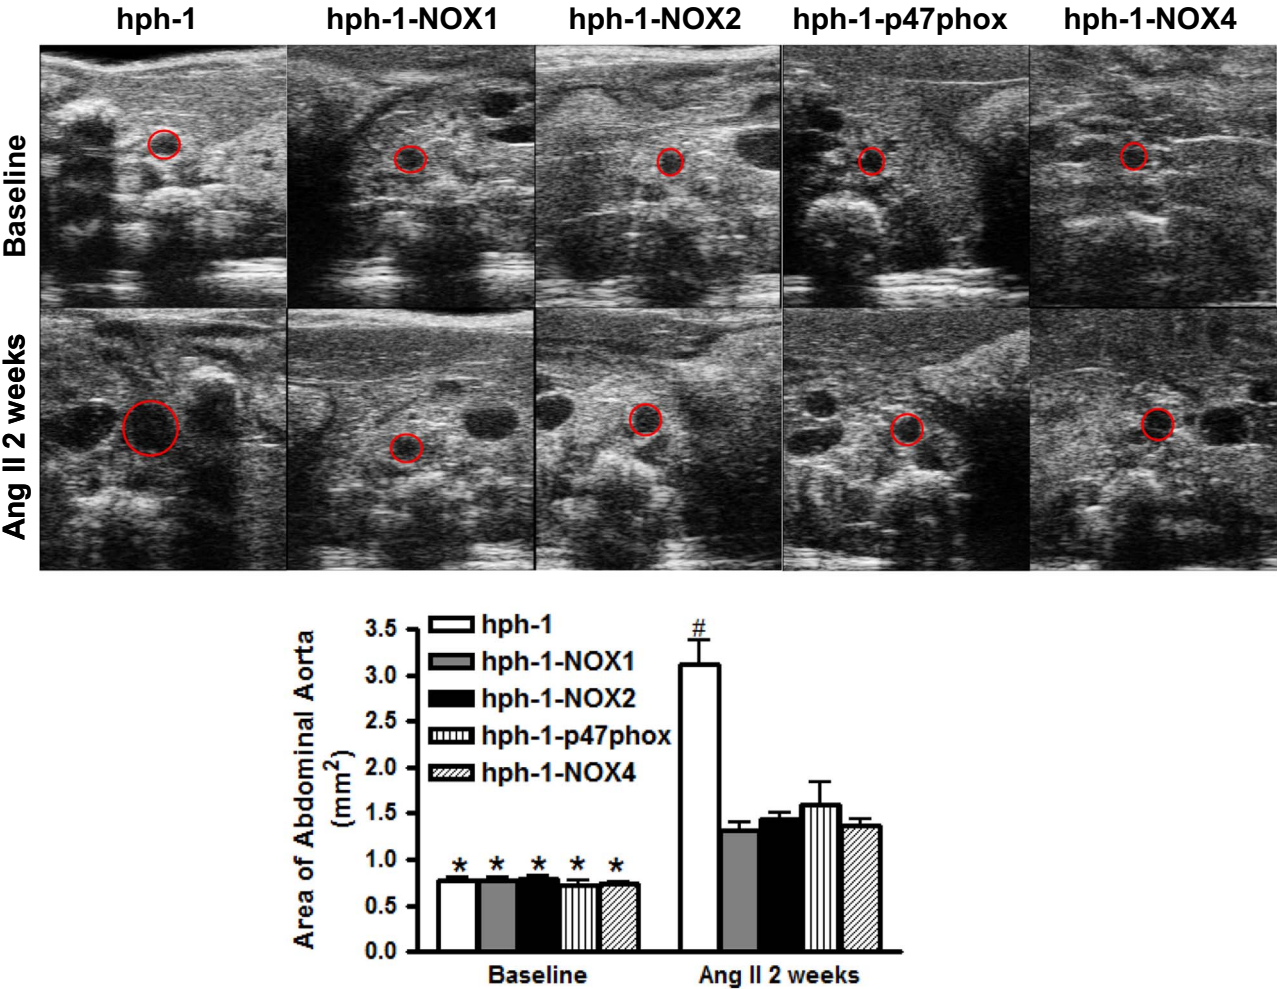 hph-1 hph-1-NOX1 hph-1-NOX2 hph-1-p47phox hph-1-NOX4
Baseline
Ang II 2 weeks
Area of Abdominal Aorta
(mm²)
3.5
3.0
2.5
2.0
1.5
1.0
0.5
0.0
hph-1
hph-1-NOX1
hph-1-NOX2
hph-1-p47phox
hph-1-NOX4
#
* * * * *
Baseline Ang II 2 weeks